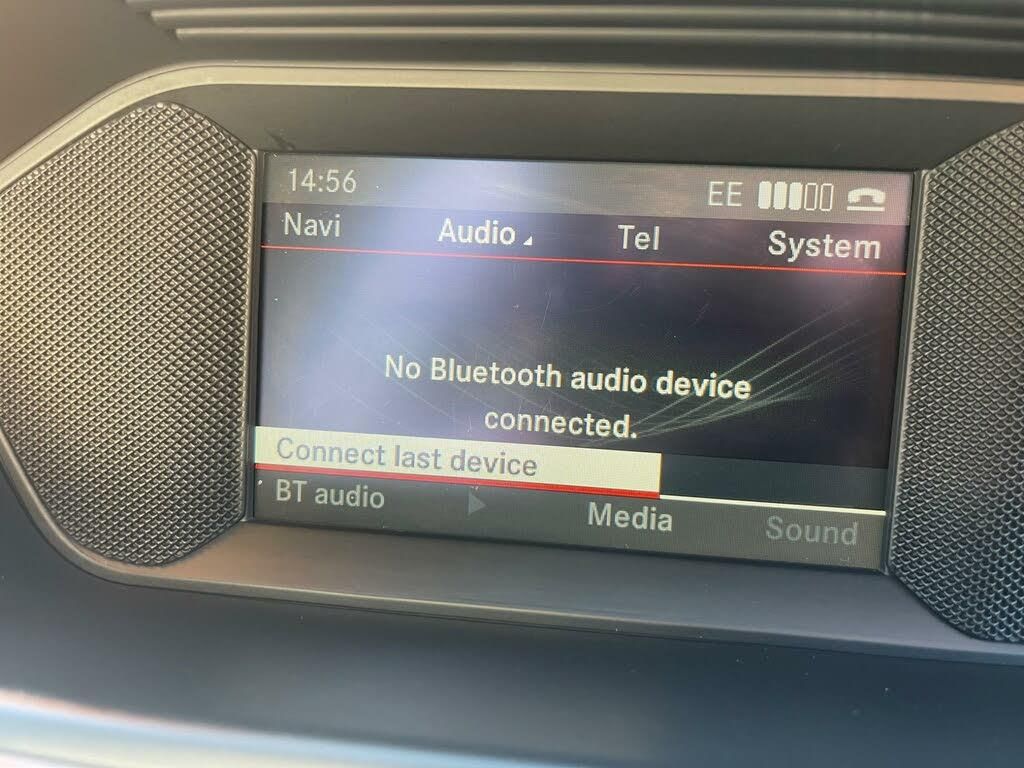 14:56 EE
Navi Audio Tel System
No Bluetooth audio device
connected.
Connect last device
BT audio Media Sound